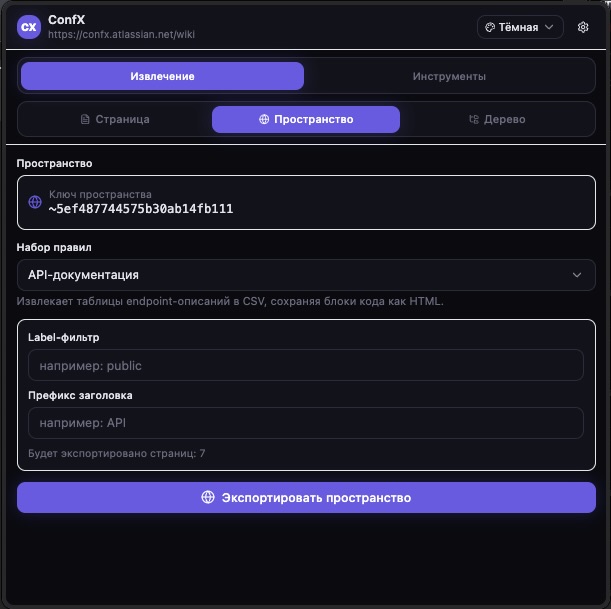 CX
ConfX
https://confx.atlassian.net/wiki
Тёмная
Извлечение
Инструменты
Страница
Пространство
Дерево
Пространство
Ключ пространства
~5ef487744575b30ab14fb111
Набор правил
API-документация
Извлекает таблицы endpoint-описаний в CSV, сохраняя блоки кода как HTML.
Label-фильтр
например: public
Префикс заголовка
например: API
Будет экспортировано страниц: 7
Экспортировать пространство